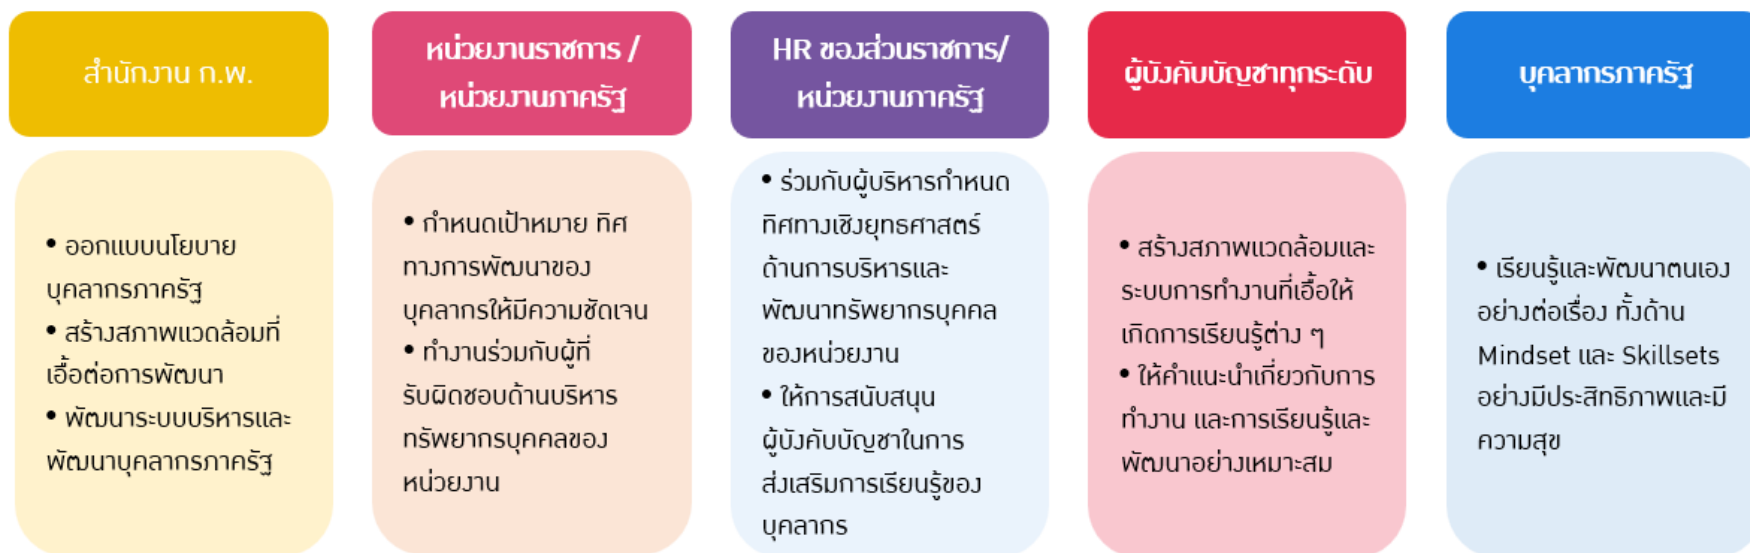 สำนักงาน ก.พ.
• ออกแบบนโยบาย
บุคลากรภาครัฐ
• สร้างสภาพแวดล้อมที่
เอื้อต่อการพัฒนา
• พัฒนาระบบบริหารและ
พัฒนาบุคลากรภาครัฐ
หน่วยงานราชการ /
หน่วยงานภาครัฐ
• กำหนดเป้าหมาย ทิศ
ทางการพัฒนาของ
บุคลากรให้มีความชัดเจน
• ทำงานร่วมกับผู้ที่
รับผิดชอบด้านบริหาร
ทรัพยากรบุคคลของ
หน่วยงาน
HR ของส่วนราชการ/
หน่วยงานภาครัฐ
• ร่วมกับผู้บริหารกำหนด
ทิศทางเชิงยุทธศาสตร์
ด้านการบริหารและ
พัฒนาทรัพยากรบุคคล
ของหน่วยงาน
• ให้การสนับสนุน
ผู้บังคับบัญชาในการ
ส่งเสริมการเรียนรู้ของ
บุคลากร
ผู้บังคับบัญชาทุกระดับ
• สร้างสภาพแวดล้อมและ
ระบบการทำงานที่เอื้อให้
เกิดการเรียนรู้ต่าง ๆ
• ให้คำแนะนำเกี่ยวกับการ
ทำงาน และการเรียนรู้และ
พัฒนาอย่างเหมาะสม
บุคลากรภาครัฐ
• เรียนรู้และพัฒนาตนเอง
อย่างต่อเรื่อง ทั้งด้าน
Mindset และ Skillsets
อย่างมีประสิทธิภาพและมี
ความสุข